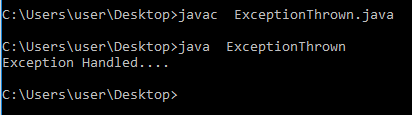 C:\Users\user\Desktop>javac  ExceptionThrown.java
C:\Users\user\Desktop>java  ExceptionThrown
Exception Handled....
C:\Users\user\Desktop>